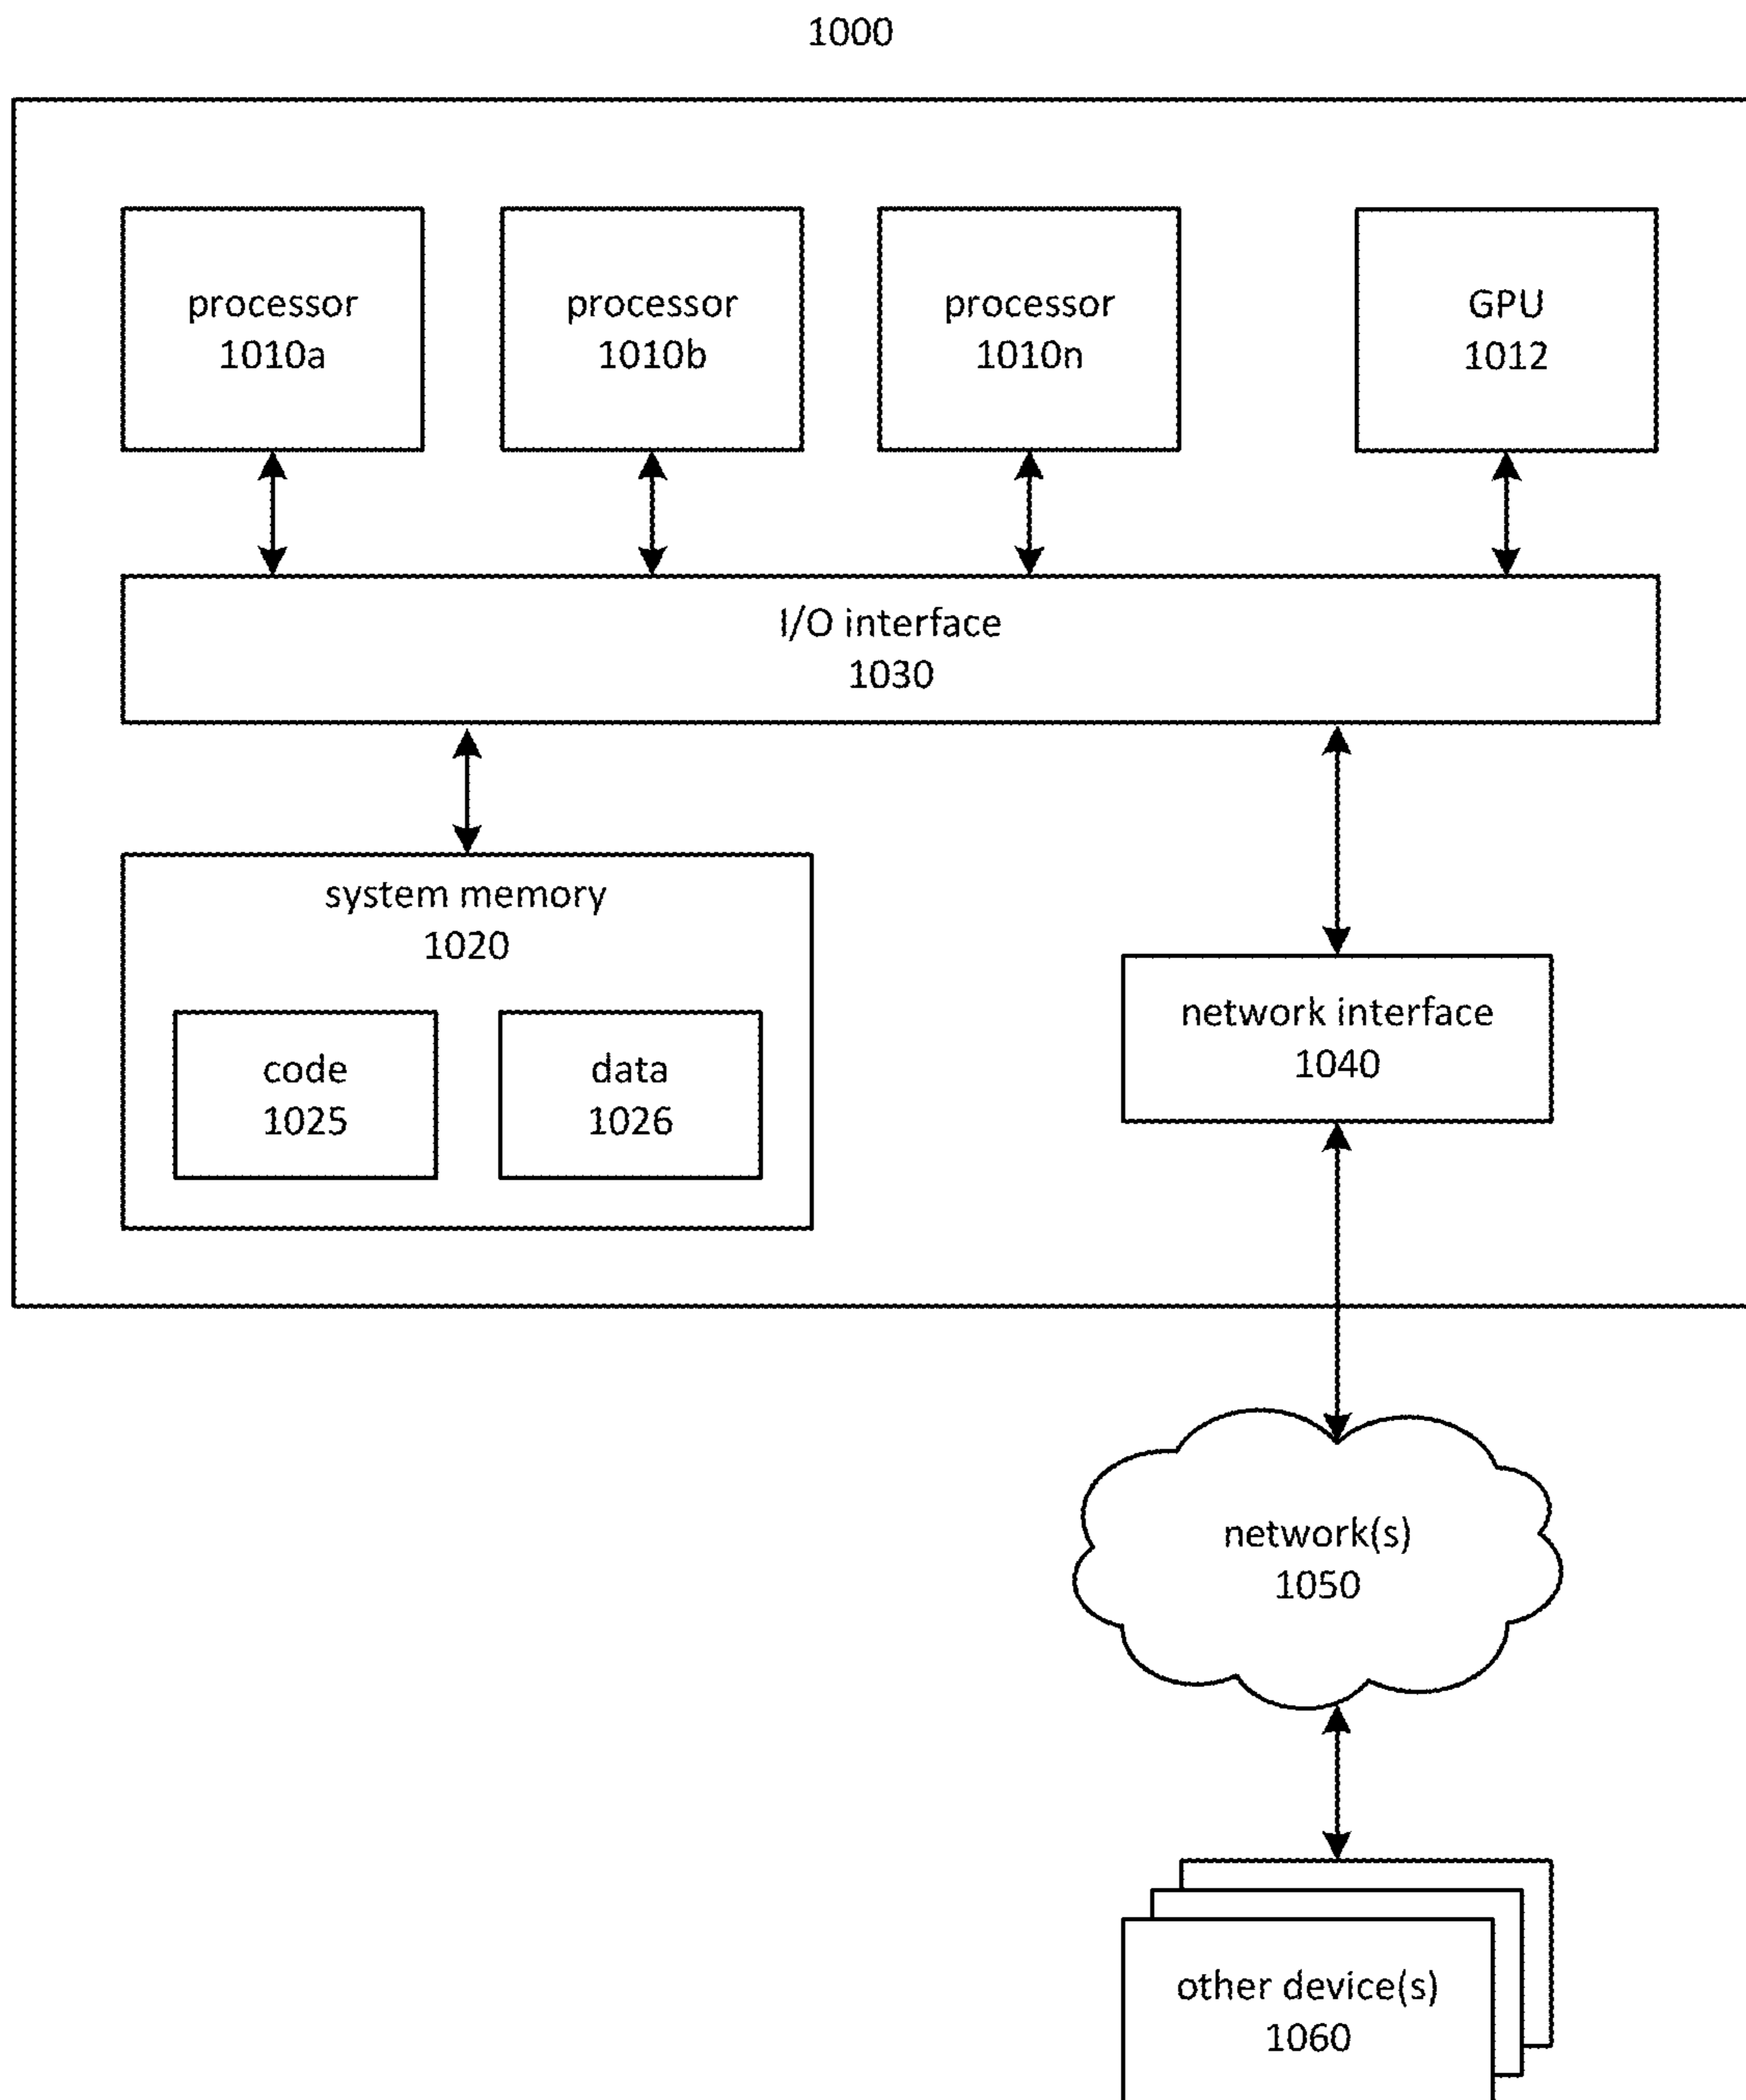 1000
processor
1010a
processor
1010b
processor
1010n
GPU
1012
I/O interface
1030
system memory
1020
code
1025
data
1026
network interface
1040
network(s)
1050
other device(s)
1060